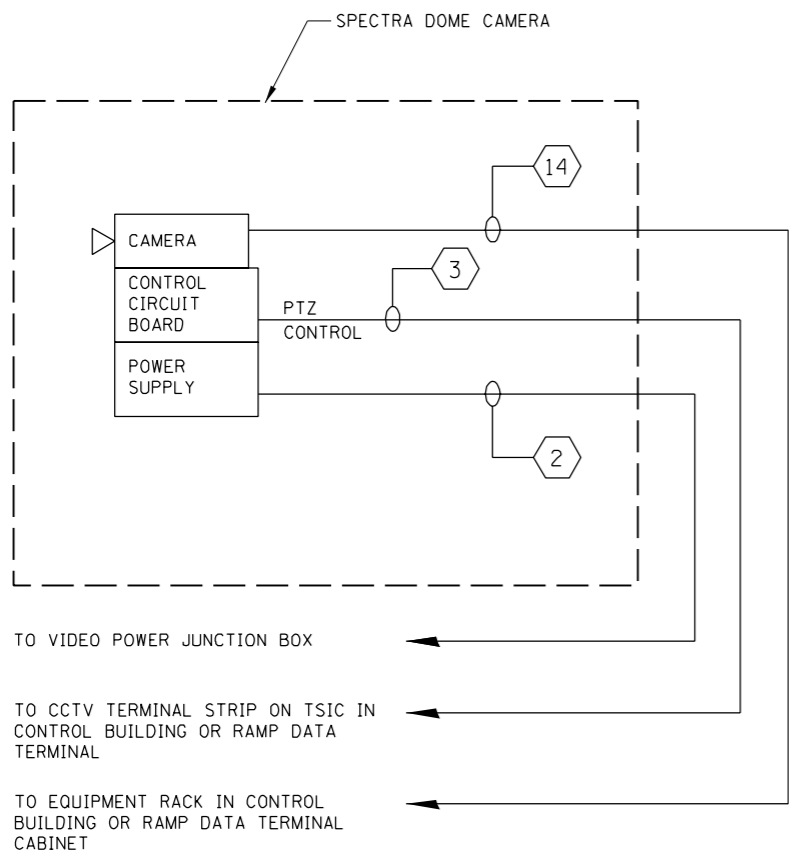 SPECTRA DOME CAMERA
14
CAMERA
3
CONTROL
CIRCUIT
BOARD
PTZ
CONTROL
POWER
SUPPLY
2
TO VIDEO POWER JUNCTION BOX
TO CCTV TERMINAL STRIP ON TSIC IN
CONTROL BUILDING OR RAMP DATA
TERMINAL
TO EQUIPMENT RACK IN CONTROL
BUILDING OR RAMP DATA TERMINAL
CABINET